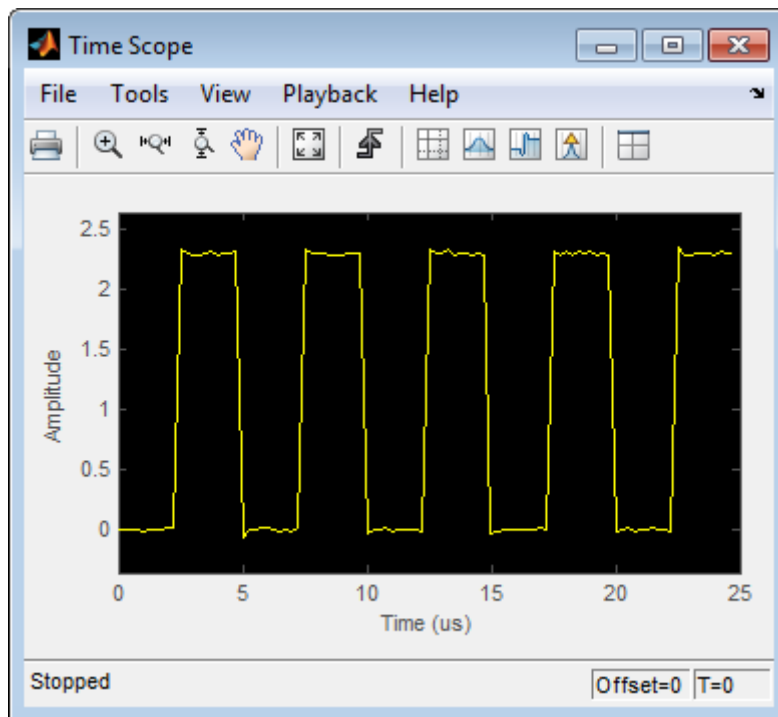 Time Scope
File Tools View Playback Help
2.5
2
1.5
1
0.5
0
Amplitude
0 5 10 15 20 25
Time (us)
Stopped
Offset=0 T=0